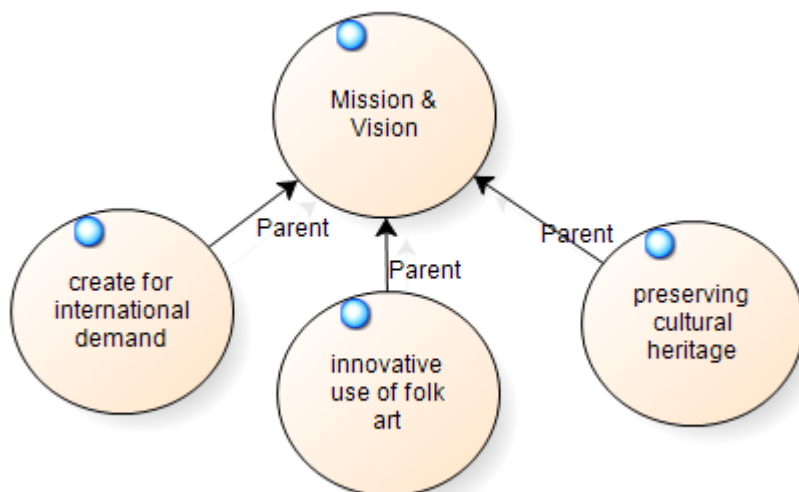 Mission &
Vision
Parent
Parent
Parent
create for
international
demand
innovative
use of folk
art
preserving
cultural
heritage